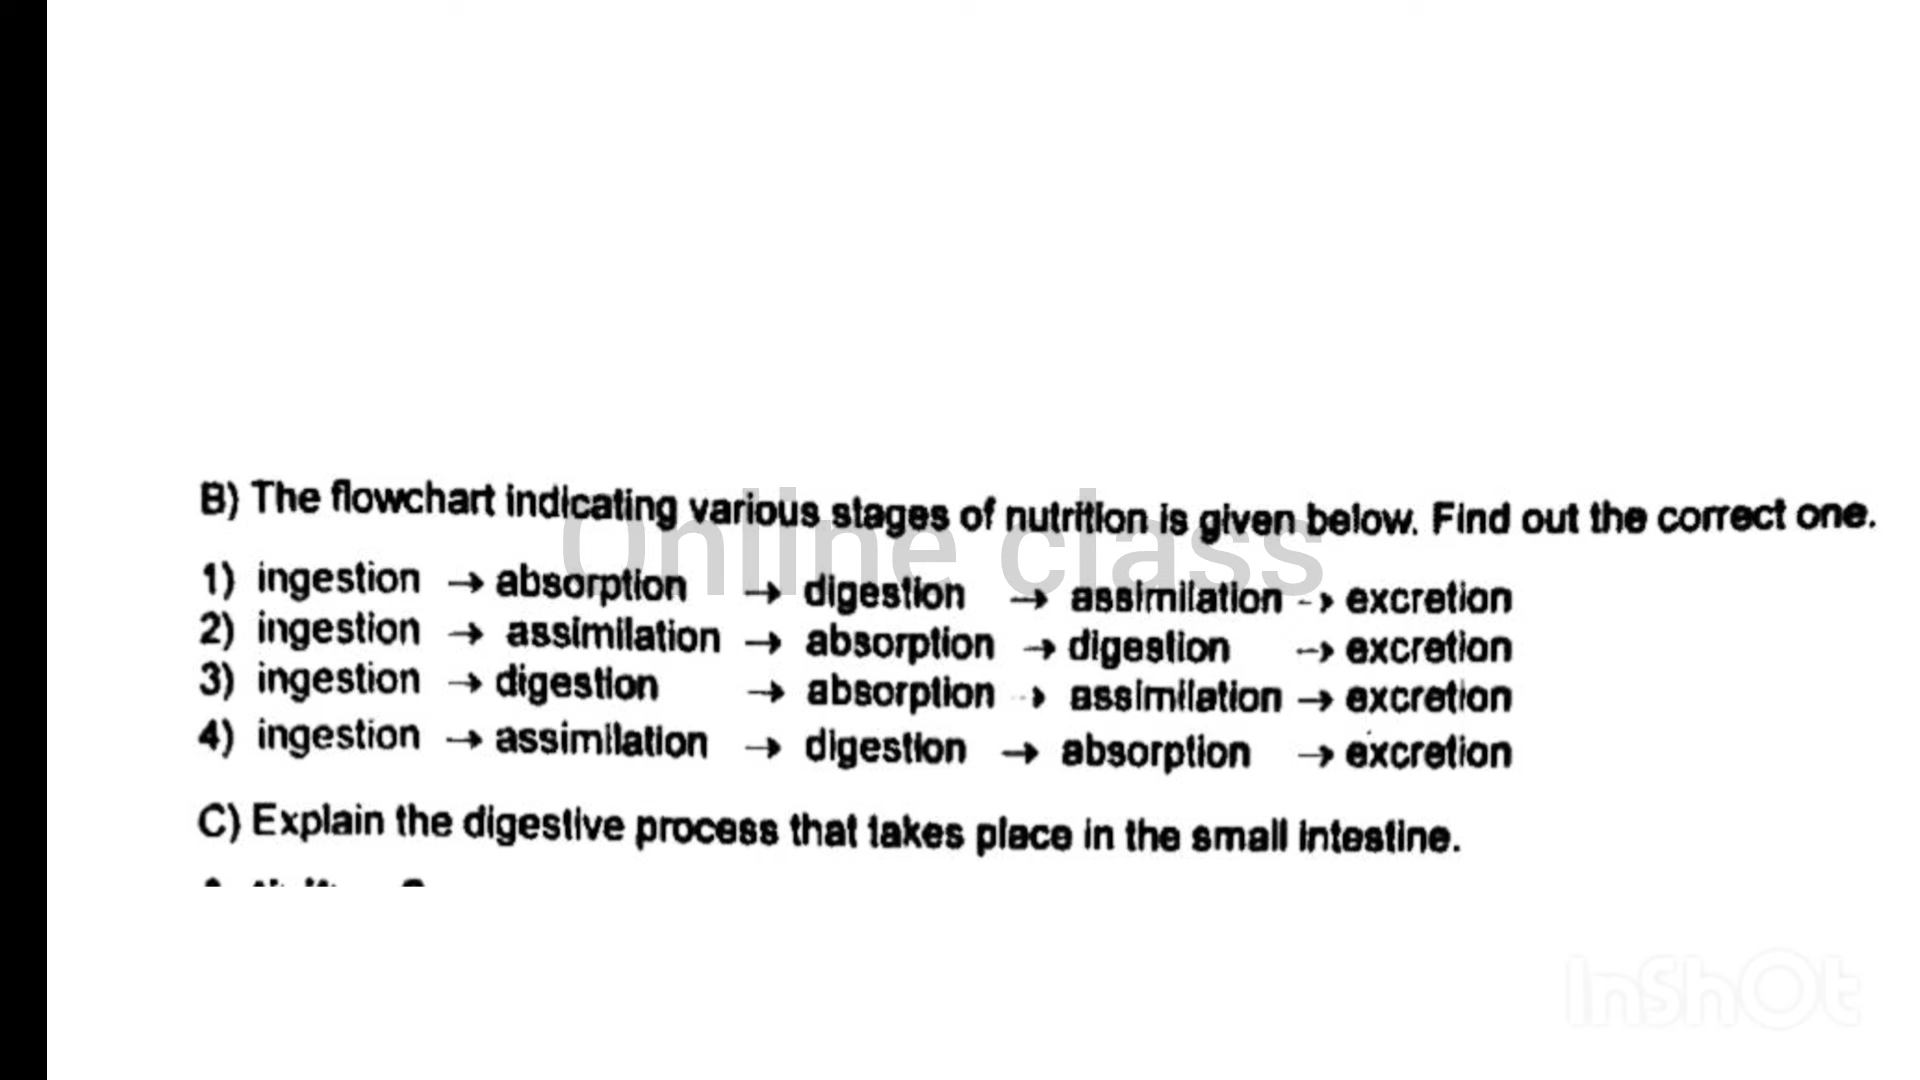 B) The flowchart indicating various stages of nutrition is given below. Find out the correct one.
Online class
1) ingestion → absorption → digestion → assimilation → excretion
2) ingestion → assimilation → absorption → digestion → excretion
3) ingestion → digestion → absorption → assimilation → excretion
4) ingestion → assimilation → digestion → absorption → excretion
C) Explain the digestive process that takes place in the small intestine.
InShOt